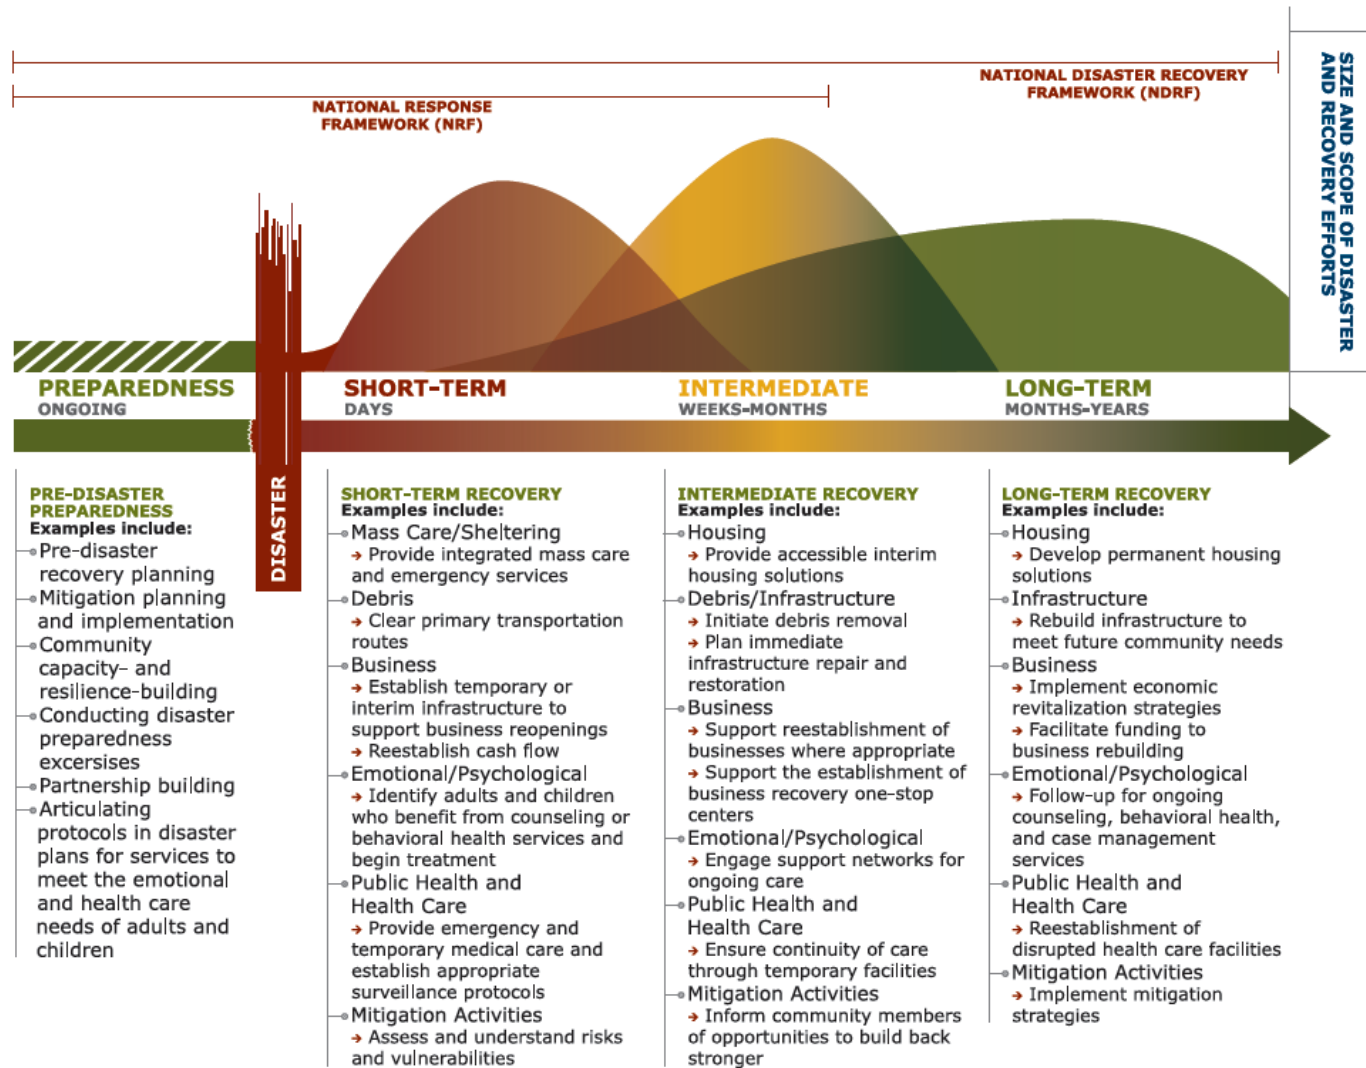 NATIONAL DISASTER RECOVERY
FRAMEWORK (NDRF)
NATIONAL RESPONSE
FRAMEWORK (NRF)
SIZE AND SCOPE OF DISASTER
AND RECOVERY EFFORTS
PREPAREDNESS
ONGOING
SHORT-TERM
DAYS
INTERMEDIATE
WEEKS-MONTHS
LONG-TERM
MONTHS-YEARS
DISASTER
PRE-DISASTER
PREPAREDNESS
Examples include:
Pre-disaster
recovery planning
Mitigation planning
and implementation
Community
capacity- and
resilience-building
Conducting disaster
preparedness
excersises
Partnership building
Articulating
protocols in disaster
plans for services to
meet the emotional
and health care
needs of adults and
children
SHORT-TERM RECOVERY
Examples include:
Mass Care/Sheltering
→ Provide integrated mass care
and emergency services
Debris
→ Clear primary transportation
routes
Business
→ Establish temporary or
interim infrastructure to
support business reopenings
→ Reestablish cash flow
Emotional/Psychological
→ Identify adults and children
who benefit from counseling or
behavioral health services and
begin treatment
Public Health and
Health Care
→ Provide emergency and
temporary medical care and
establish appropriate
surveillance protocols
Mitigation Activities
→ Assess and understand risks
and vulnerabilities
INTERMEDIATE RECOVERY
Examples include:
Housing
→ Provide accessible interim
housing solutions
Debris/Infrastructure
→ Initiate debris removal
→ Plan immediate
infrastructure repair and
restoration
Business
→ Support reestablishment of
businesses where appropriate
→ Support the establishment of
business recovery one-stop
centers
Emotional/Psychological
→ Engage support networks for
ongoing care
Public Health and
Health Care
→ Ensure continuity of care
through temporary facilities
Mitigation Activities
→ Inform community members
of opportunities to build back
stronger
LONG-TERM RECOVERY
Examples include:
Housing
→ Develop permanent housing
solutions
Infrastructure
→ Rebuild infrastructure to
meet future community needs
Business
→ Implement economic
revitalization strategies
→ Facilitate funding to
business rebuilding
Emotional/Psychological
→ Follow-up for ongoing
counseling, behavioral health,
and case management
services
Public Health and
Health Care
→ Reestablishment of
disrupted health care facilities
Mitigation Activities
→ Implement mitigation
strategies